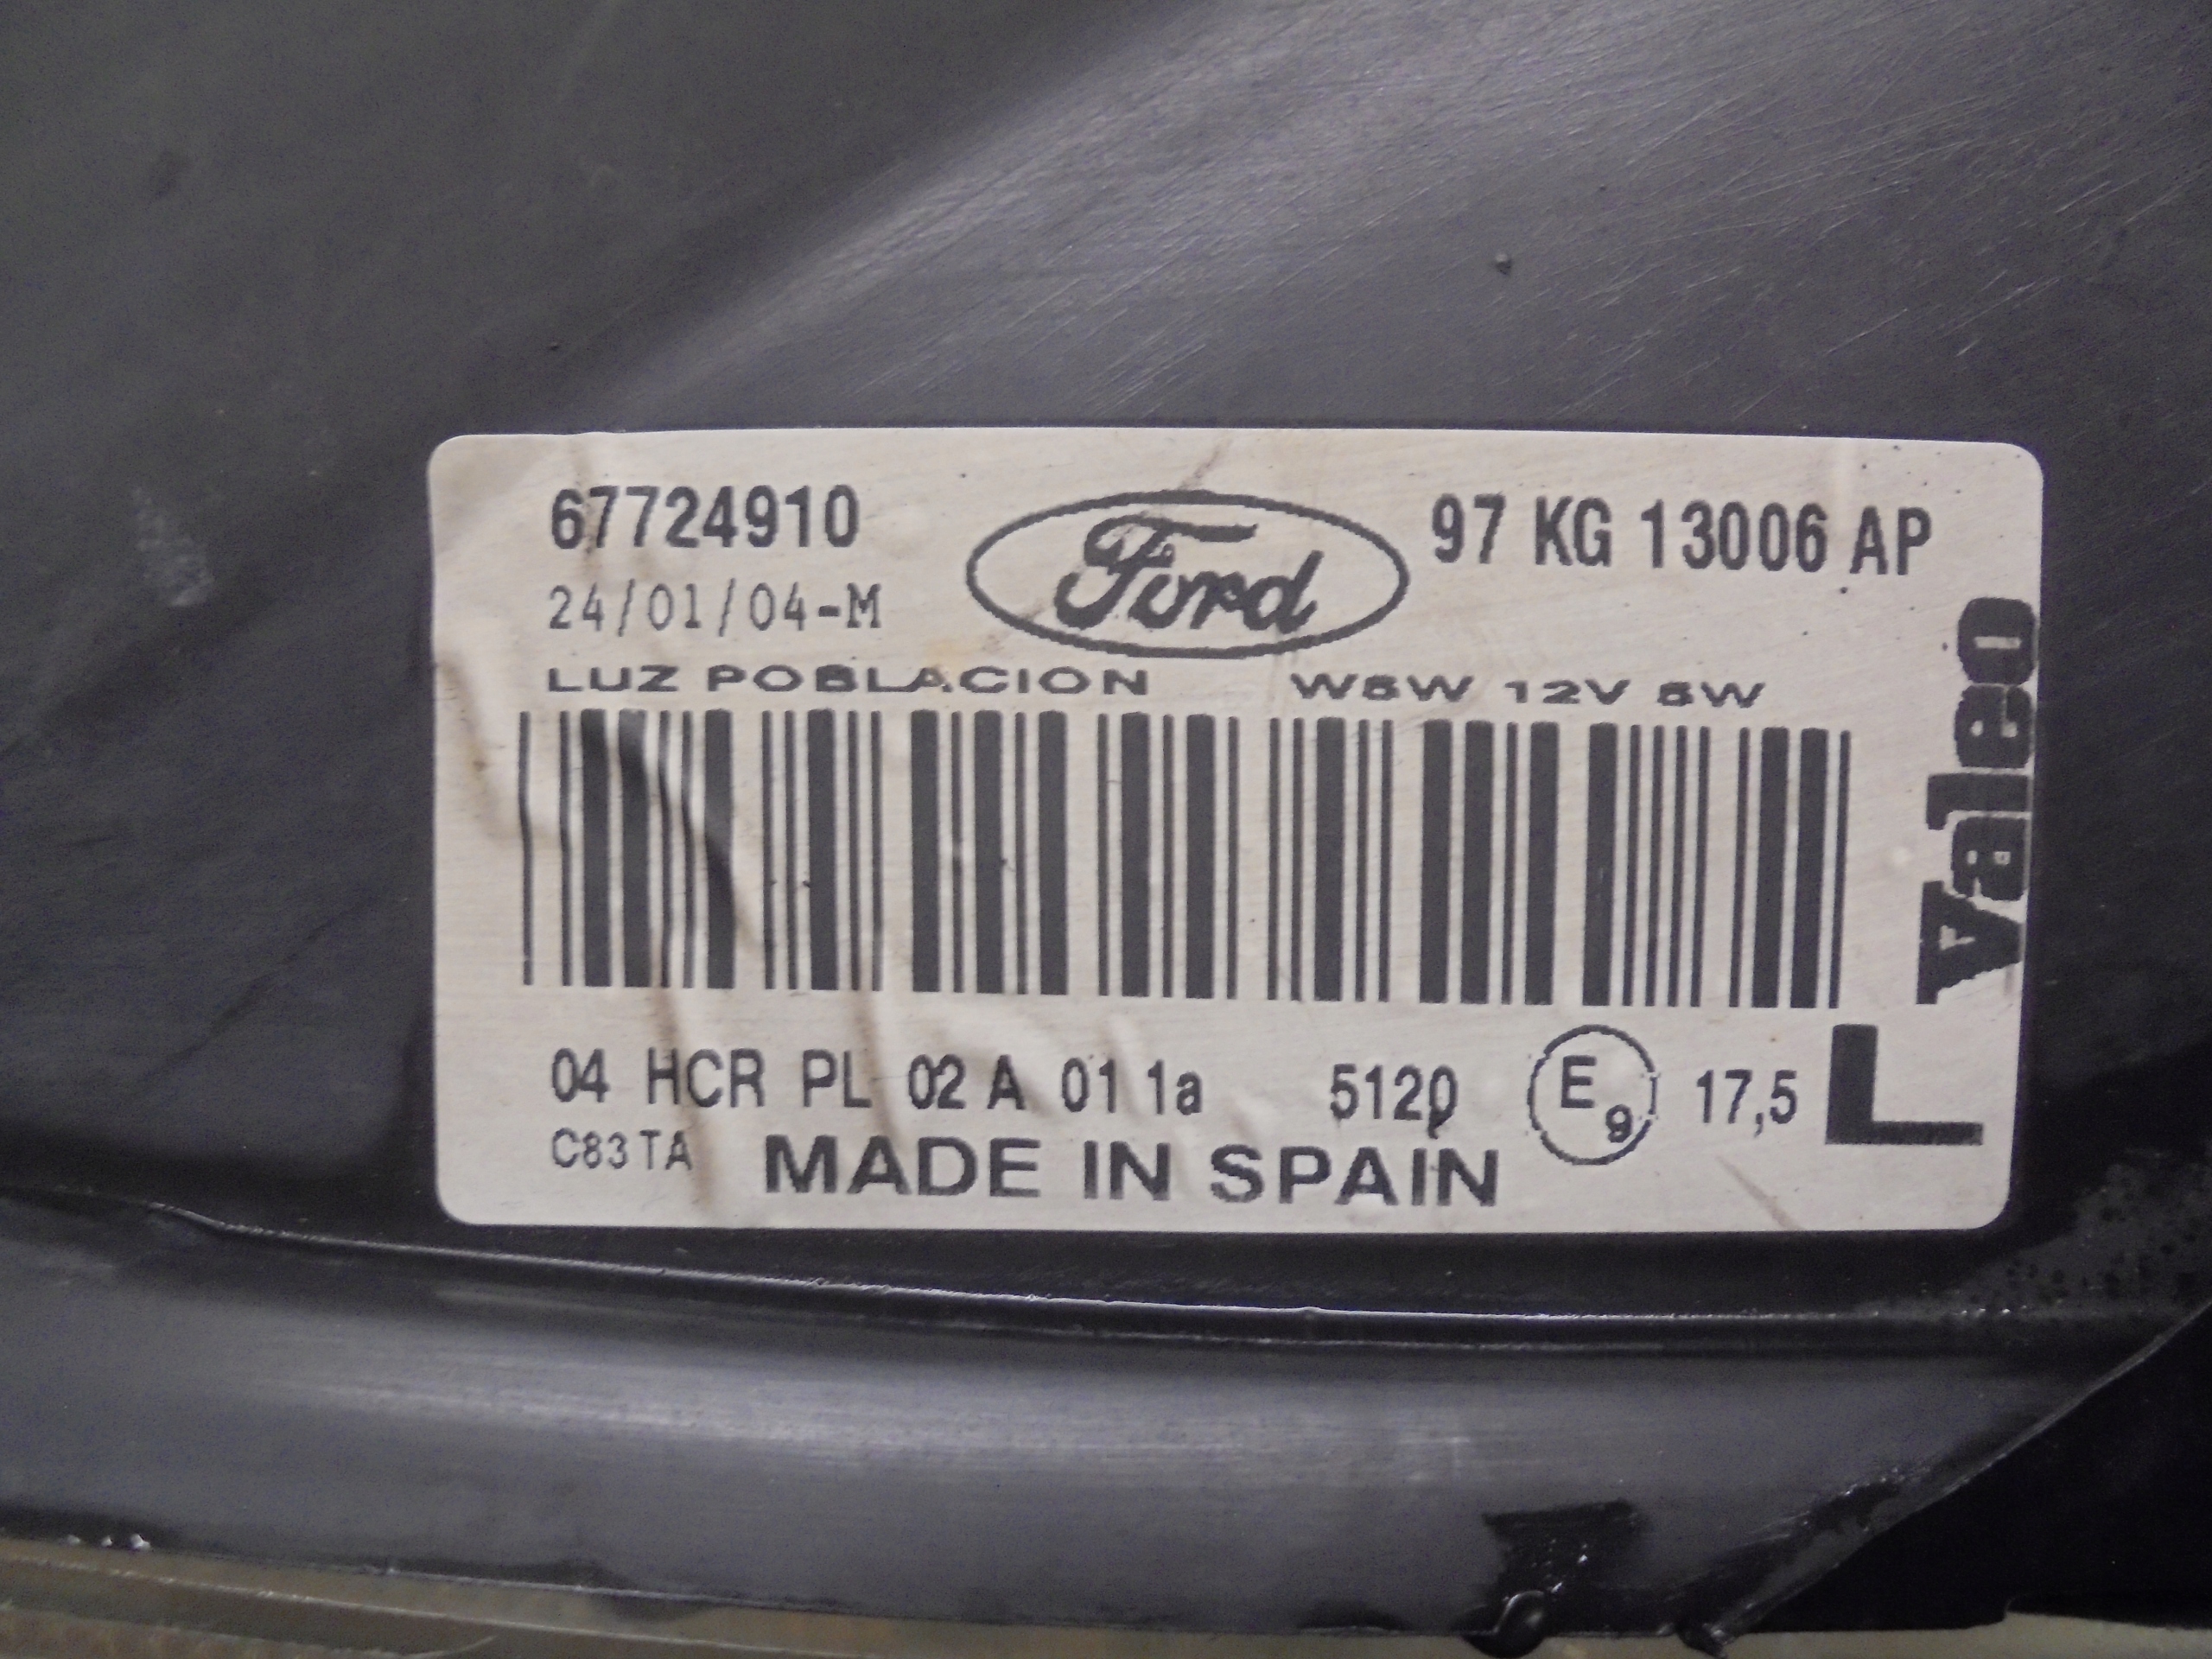 67724910
Ford
97 KG 13006 AP
24/01/04-M
LUZ POBLACION W5W 12V 5W
Valeo
04 HCR PL 02 A 01 1a 5120 E9 17,5 L
C83TA MADE IN SPAIN